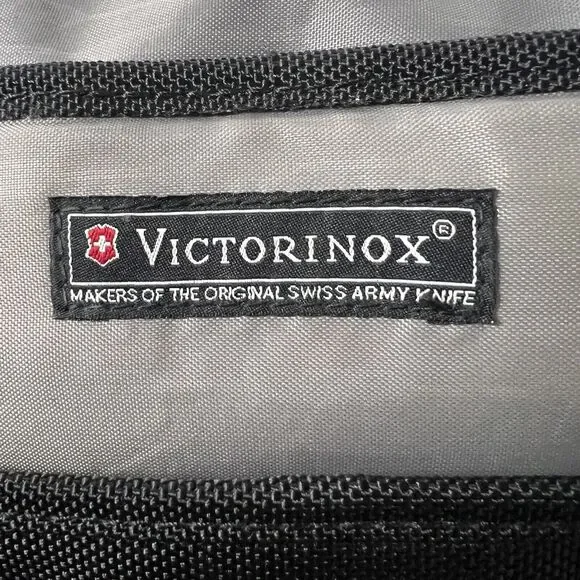 VICTORINOX®
MAKERS OF THE ORIGINAL SWISS ARMY KNIFE